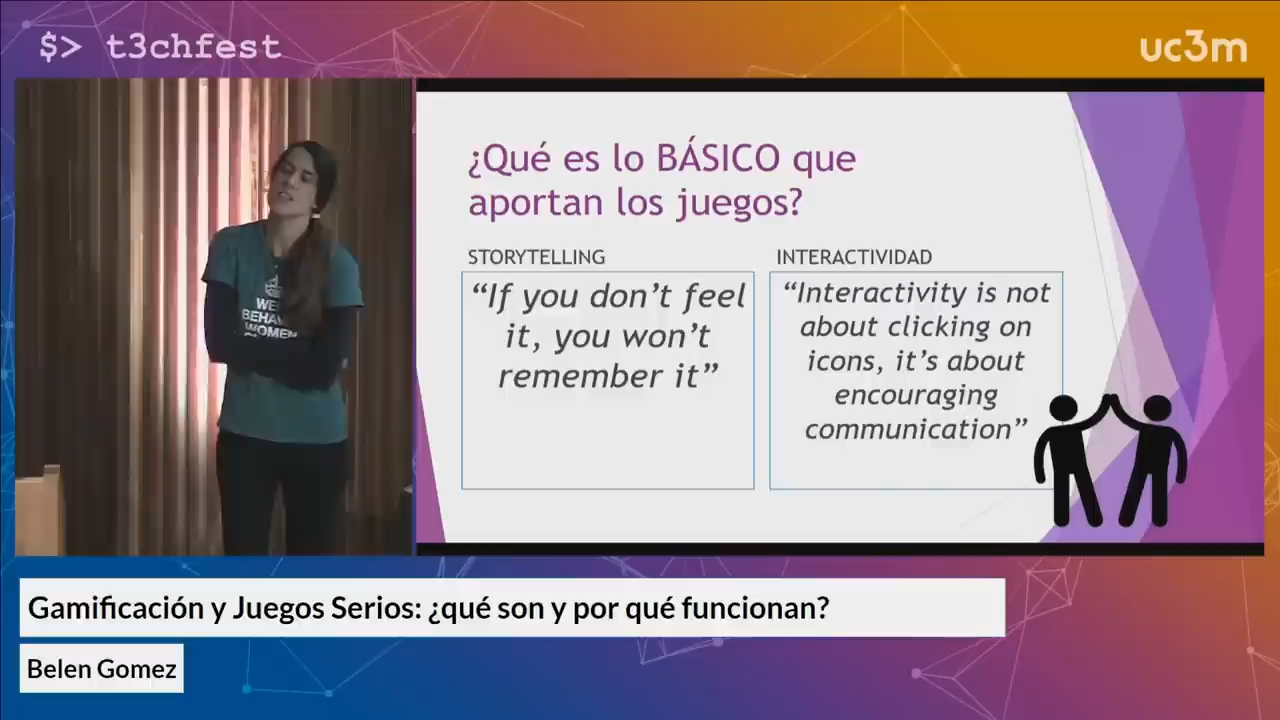 $> t3chfest
uc3m
¿Qué es lo BÁSICO que
aportan los juegos?
STORYTELLING
“If you don’t feel
it, you won’t
remember it”
INTERACTIVIDAD
“Interactivity is not
about clicking on
icons, it’s about
encouraging
communication”
WOMEN
Gamificación y Juegos Serios: ¿qué son y por qué funcionan?
Belen Gomez